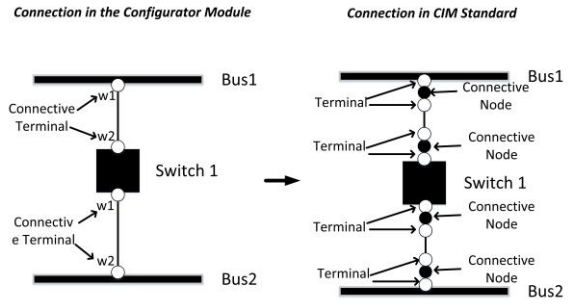 Connection in the Configurator Module
Connection in CIM Standard
Bus1
w1
Connective
Terminal
w2
Switch 1
w1
Connectiv
e Terminal
w2
Bus2
Bus1
Terminal
Connective
Node
Terminal
Connective
Node
Switch 1
Terminal
Connective
Node
Terminal
Connective
Node
Bus2